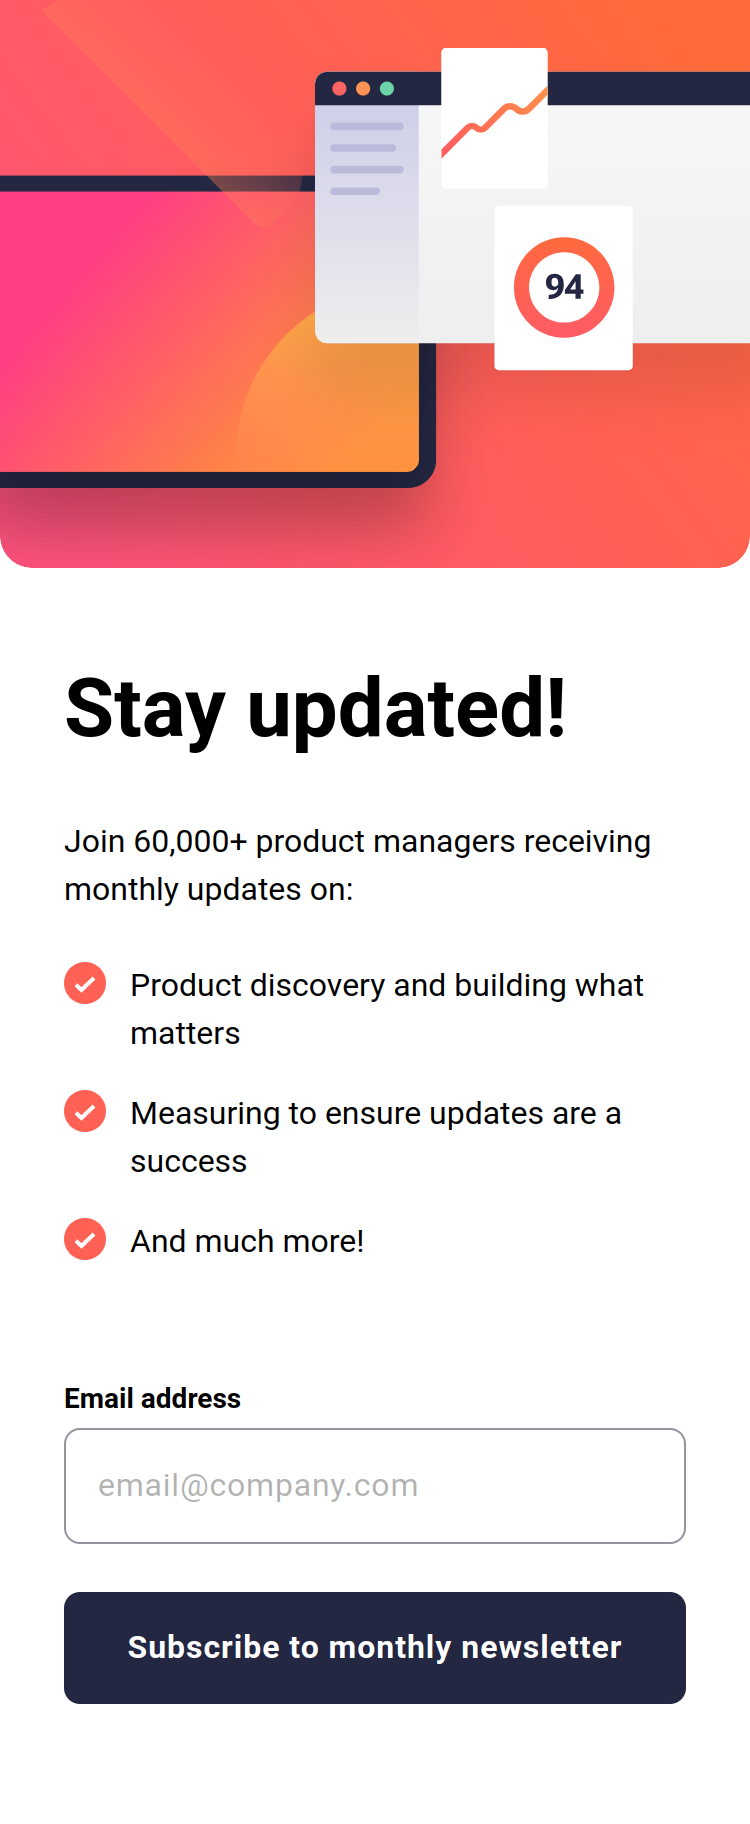 94
Stay updated!
Join 60,000+ product managers receiving
monthly updates on:
Product discovery and building what
matters
Measuring to ensure updates are a
success
And much more!
Email address
email@company.com
Subscribe to monthly newsletter